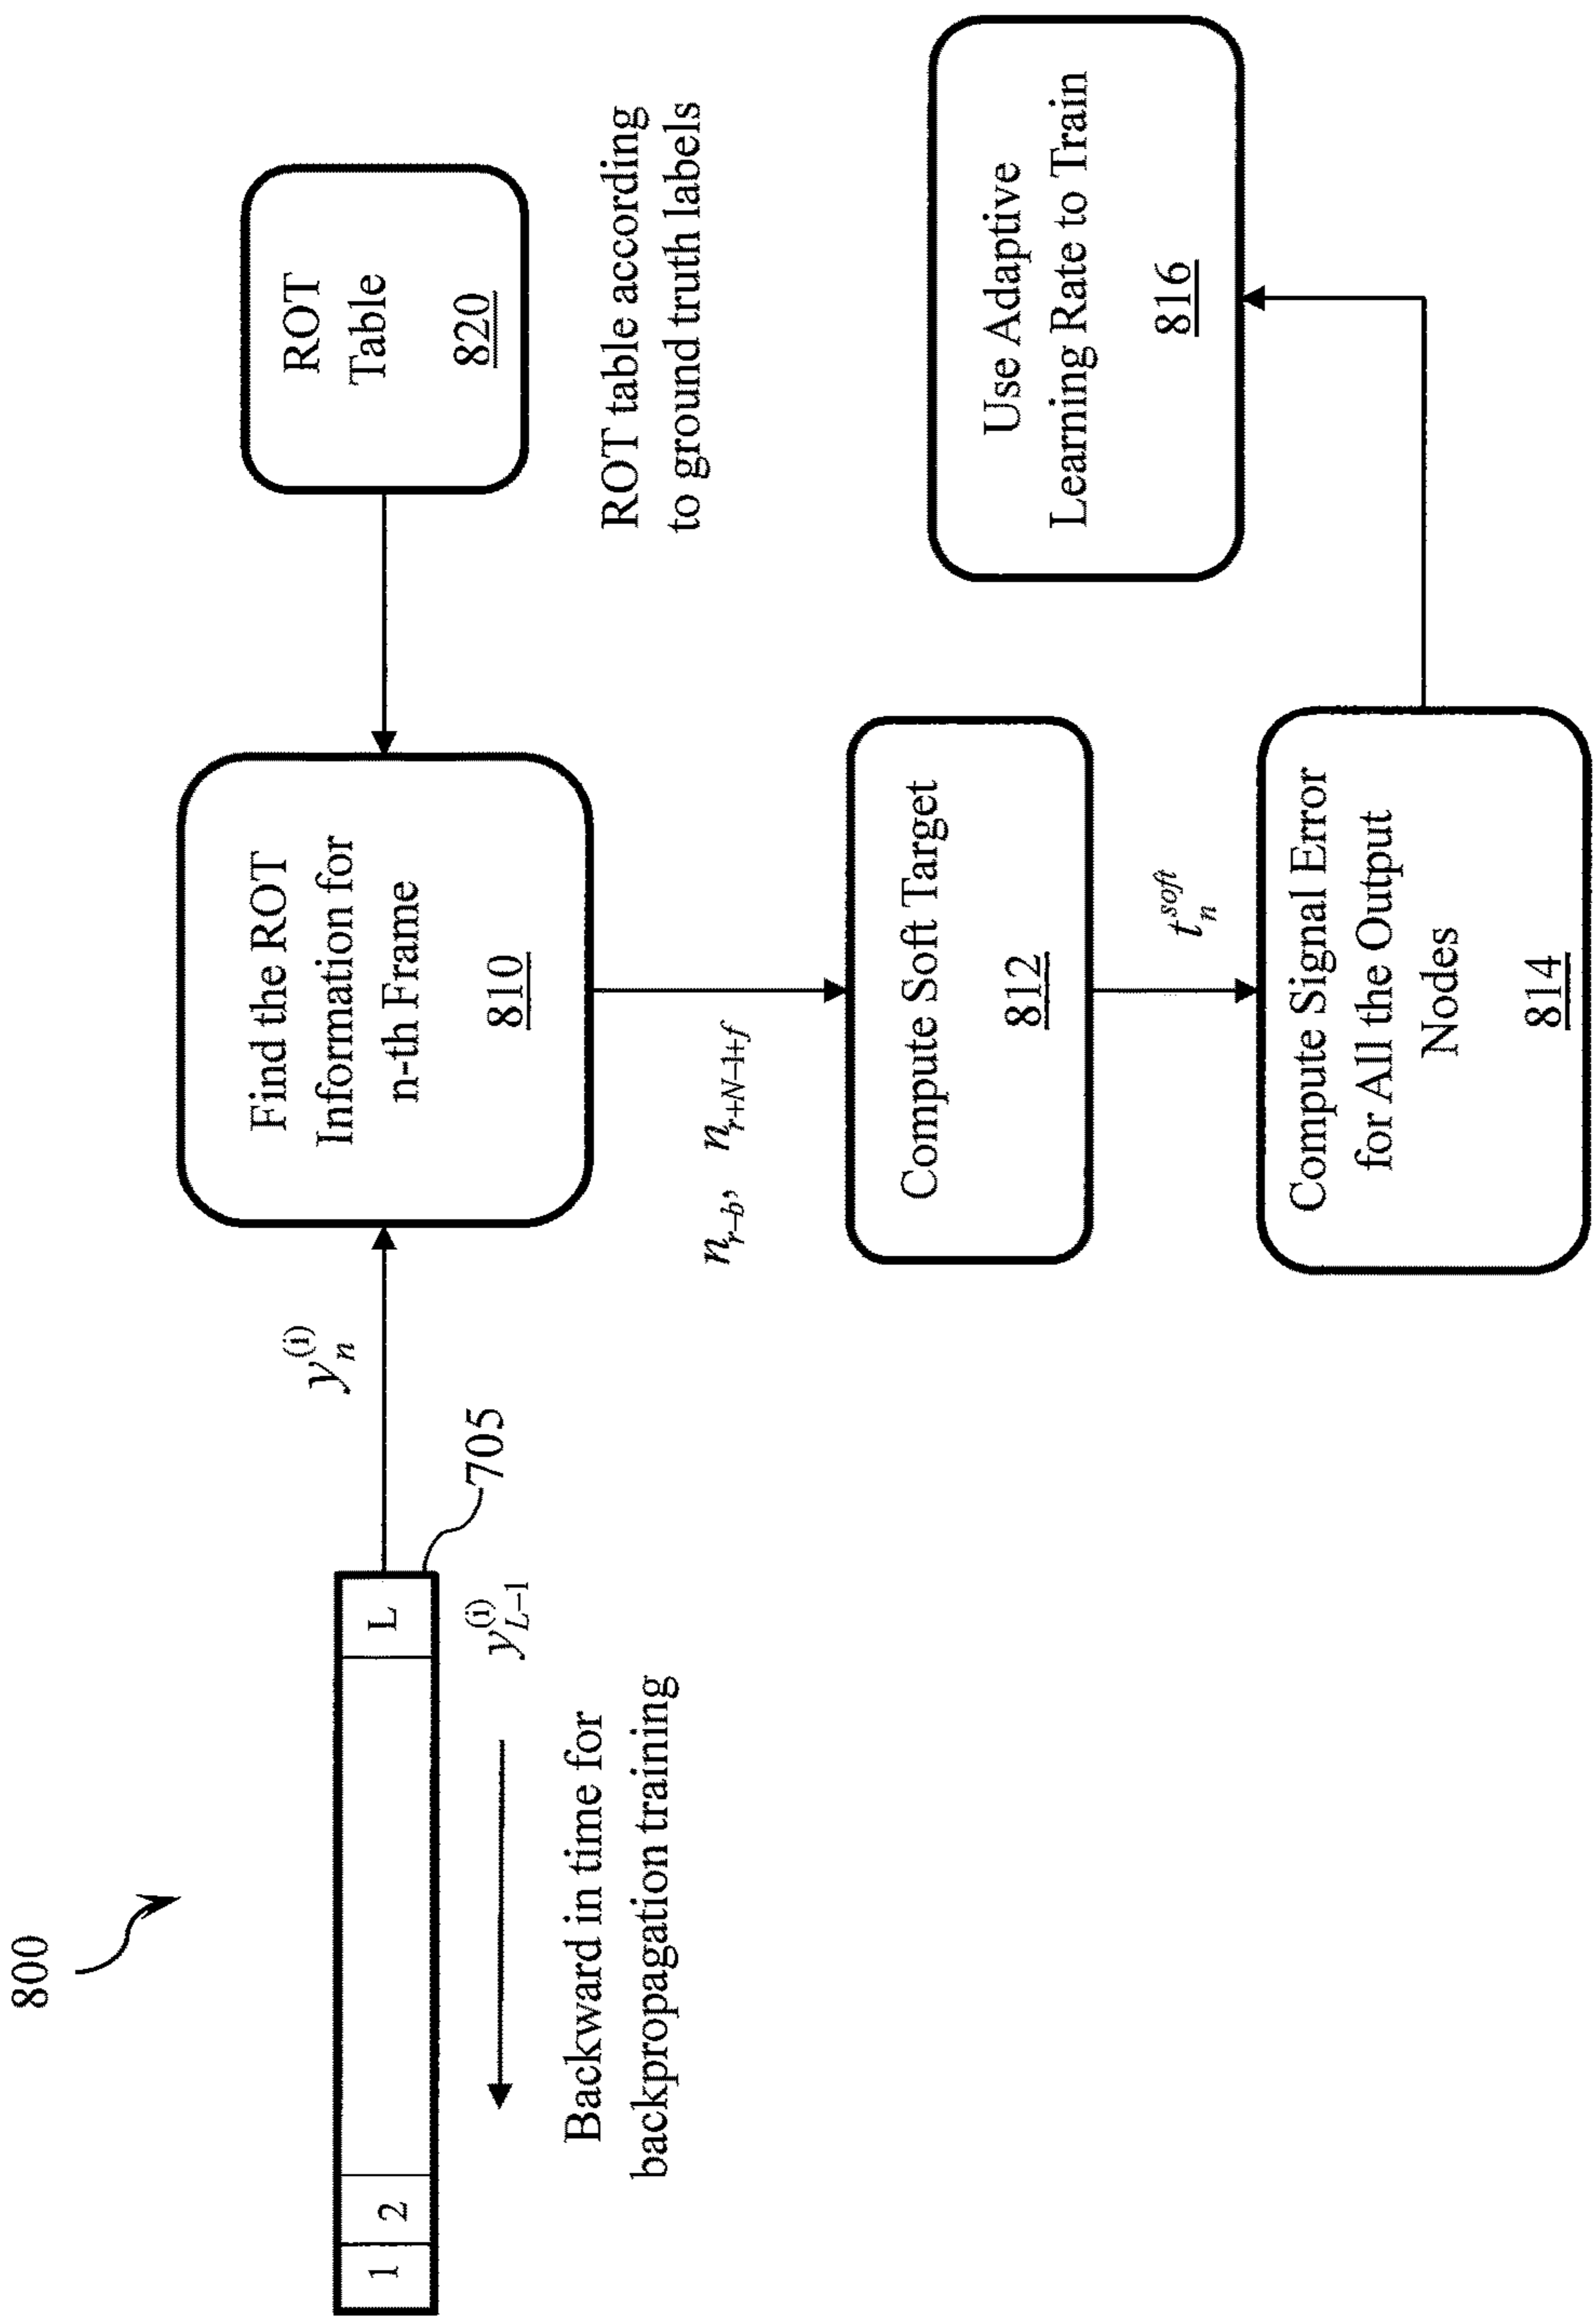 800
1
2
L
705
y_{L-1}^{(i)}
Backward in time for
backpropagation training
y_n^{(i)}
Find the ROT
Information for
n-th Frame
810
ROT
Table
820
ROT table according
to ground truth labels
n_{r-b}, n_{r+N-1+f}
Compute Soft Target
812
t_n^{soft}
Compute Signal Error
for All the Output
Nodes
814
Use Adaptive
Learning Rate to Train
816